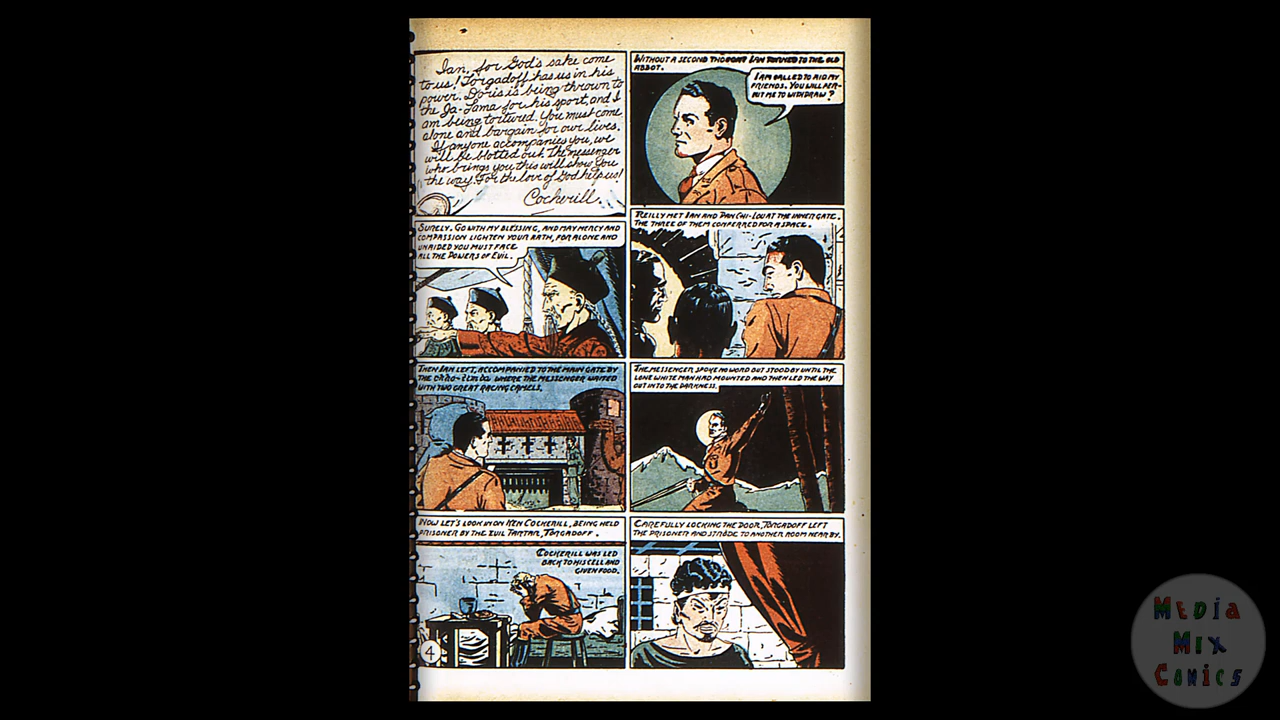 Ian, for God's sake come
to us! Torgadoff has us in his
power. Doris is being thrown to
the Ja-Lama for his sport, and I
am being tortured. You must come
alone and bargain for our lives.
If anyone accompanies you, we
will be blotted out. The messenger
who brings you this will show you
the way. For the love of God help us!
Cockerill.
WITHOUT A SECOND THOUGHT IAN TURNED TO THE OLD
ABBOT.
I AM CALLED TO AID MY
FRIENDS. YOU WILL PER-
MIT ME TO WITHDRAW?
SURELY. GO WITH MY BLESSING, AND MAY MERCY AND
COMPASSION LIGHTEN YOUR PATH, FOR ALONE AND
UNAIDED YOU MUST FACE
ALL THE POWERS OF EVIL.
REILLY MET IAN AND PAN CHI-LOU AT THE INNER GATE.
THE THREE OF THEM CONFERRED FOR A SPACE.
THEN IAN LEFT, ACCOMPANIED TO THE MAIN GATE BY
THE WHERE THE MESSENGER WAITED
WITH TWO GREAT RACING CAMELS.
THE MESSENGER SPOKE NO WORD BUT STOOD BY UNTIL THE
LONE WHITE MAN HAD MOUNTED AND THEN LED THE WAY
OUT INTO THE DARKNESS.
NOW LET'S LOOK IN ON KEN COCKERILL, BEING HELD
PRISONER BY THE EVIL TARTAR, TORGADOFF.
COCKERILL WAS LED
BACK TO HIS CELL AND
GIVEN FOOD.
4
CAREFULLY LOCKING THE DOOR, TORGADOFF LEFT
THE PRISONER AND STRODE TO ANOTHER ROOM NEAR BY.
MEDIA
MIX
COMICS